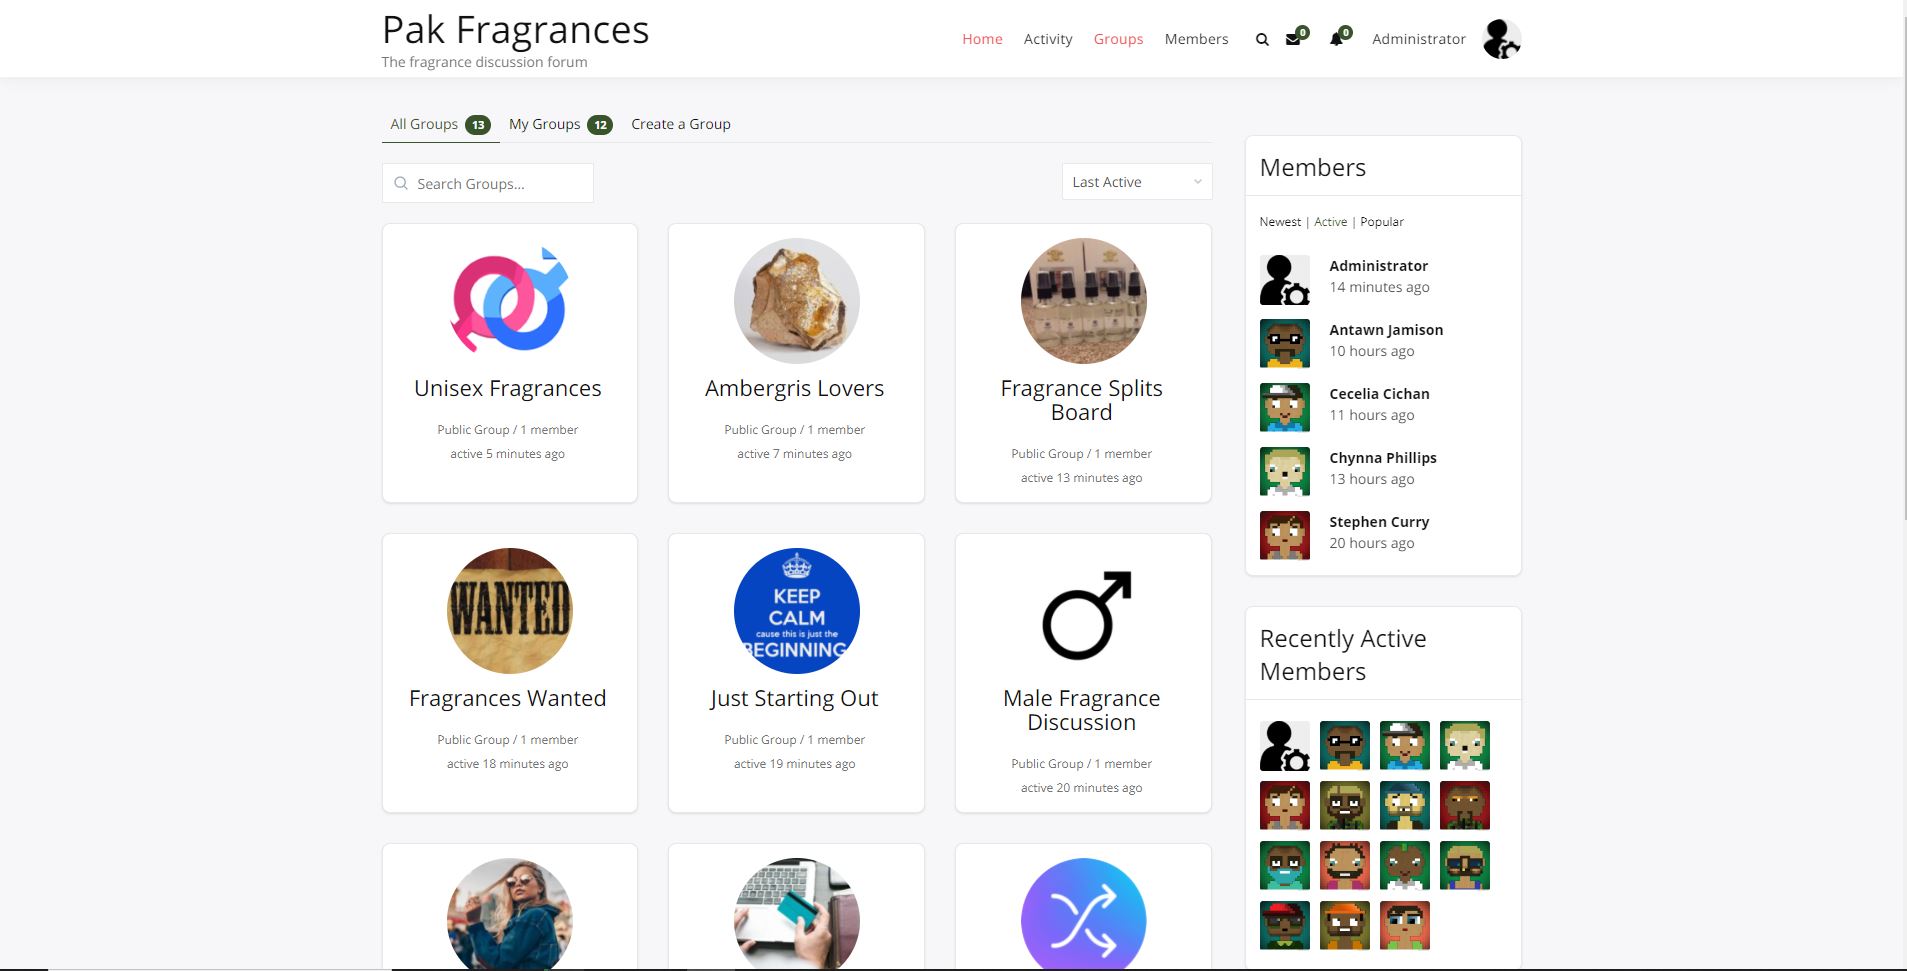 Pak Fragrances
The fragrance discussion forum
Home Activity Groups Members 0 0 Administrator
All Groups 13 My Groups 12 Create a Group
Search Groups...
Last Active
Unisex Fragrances
Public Group / 1 member
active 5 minutes ago
Ambergris Lovers
Public Group / 1 member
active 7 minutes ago
Fragrance Splits
Board
Public Group / 1 member
active 13 minutes ago
WANTED
Fragrances Wanted
Public Group / 1 member
active 18 minutes ago
KEEP
CALM
cause this is just the
BEGINNING
Just Starting Out
Public Group / 1 member
active 19 minutes ago
Male Fragrance
Discussion
Public Group / 1 member
active 20 minutes ago
Members
Newest | Active | Popular
Administrator
14 minutes ago
Antawn Jamison
10 hours ago
Cecelia Cichan
11 hours ago
Chynna Phillips
13 hours ago
Stephen Curry
20 hours ago
Recently Active
Members